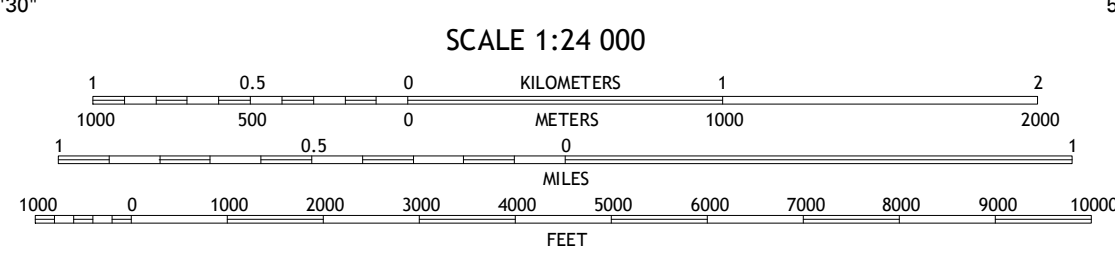 '30"
5
SCALE 1:24 000
1 0.5 0 KILOMETERS 1 2
1000 500 0 METERS 1000 2000
1 0.5 0 1
MILES
1000 0 1000 2000 3000 4000 5000 6000 7000 8000 9000 10000
FEET